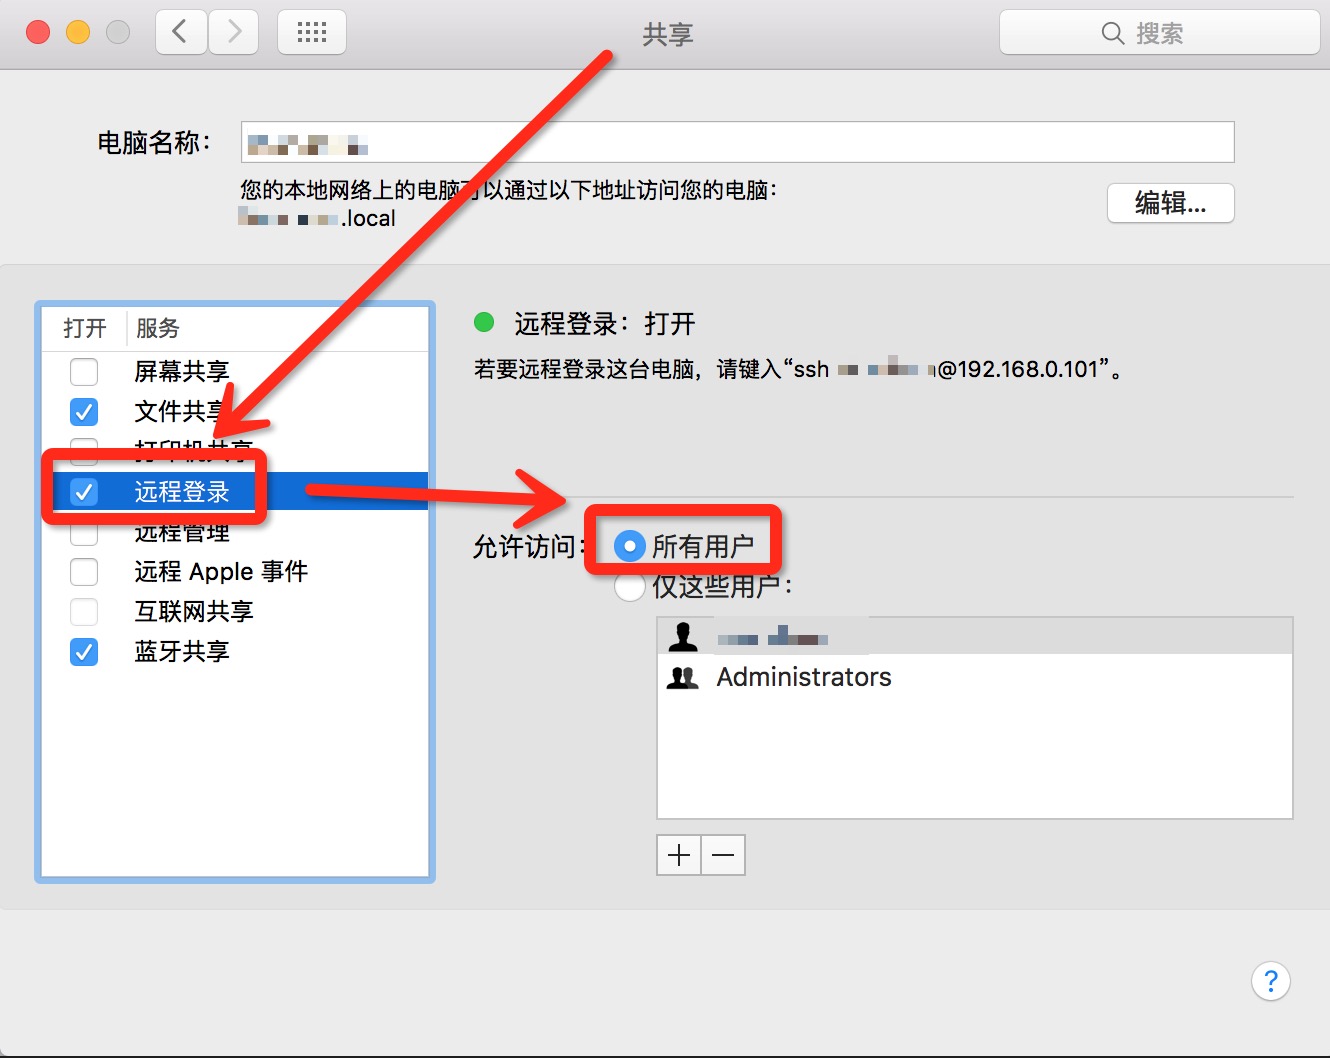 共享
搜索
电脑名称：
您的本地网络上的电脑可以通过以下地址访问您的电脑：
.local
编辑...
打开 服务
屏幕共享
文件共享
打印机共享
远程登录
远程管理
远程 Apple 事件
互联网共享
蓝牙共享
远程登录：打开
若要远程登录这台电脑，请键入“ssh @192.168.0.101”。
允许访问：
所有用户
仅这些用户：
Administrators
?